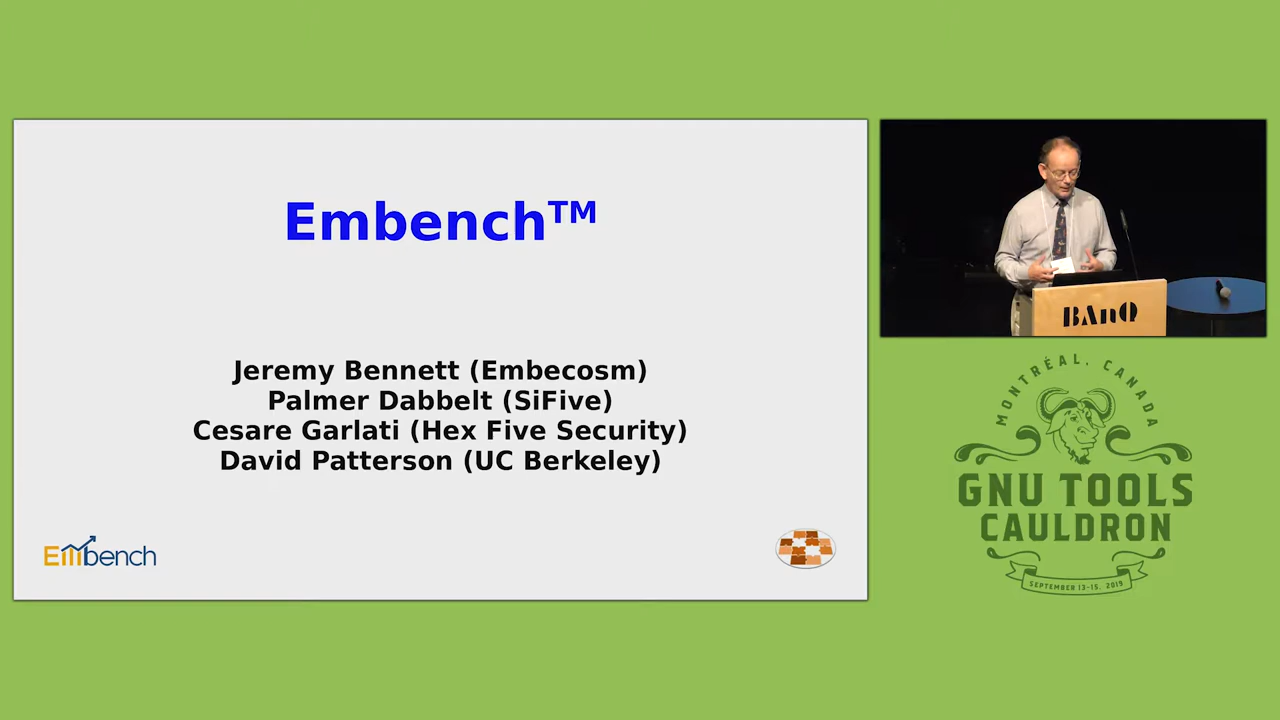 Embench™
Jeremy Bennett (Embecosm)
Palmer Dabbelt (SiFive)
Cesare Garlati (Hex Five Security)
David Patterson (UC Berkeley)
Embench
BAnQ
MONTRÉAL, CANADA
GNU TOOLS
CAULDRON
SEPTEMBER 13-15, 2019